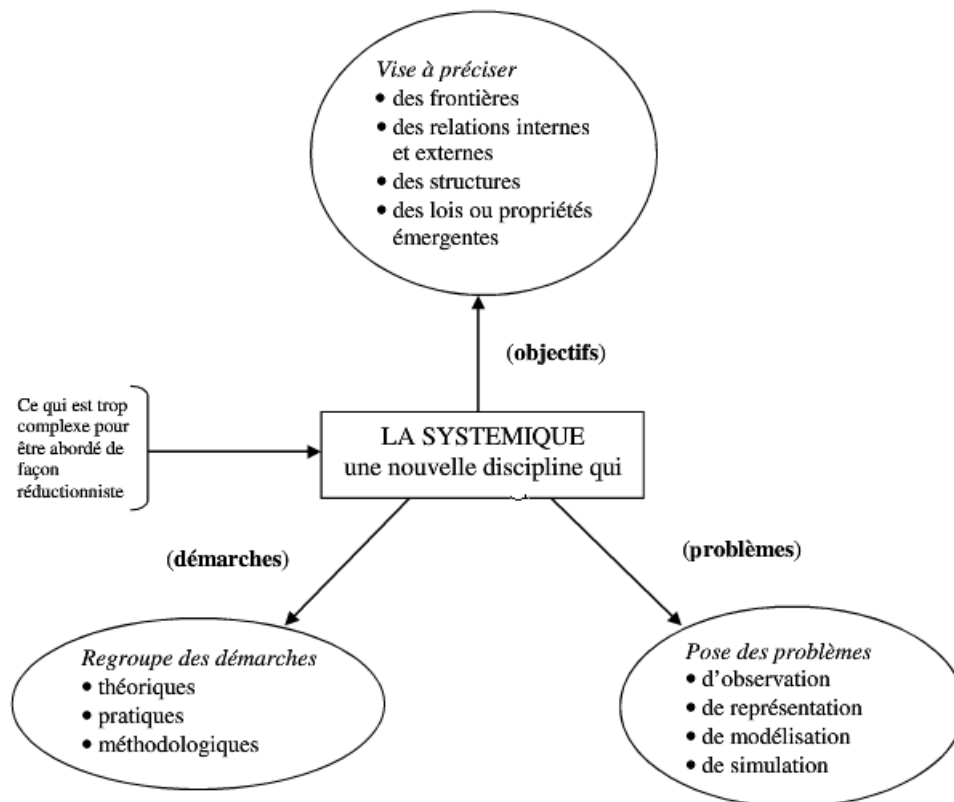 Vise à préciser
• des frontières
• des relations internes
et externes
• des structures
• des lois ou propriétés
émergentes
(objectifs)
Ce qui est trop
complexe pour
être abordé de
façon
réductionniste
LA SYSTEMIQUE
une nouvelle discipline qui
(démarches)
(problèmes)
Regroupe des démarches
• théoriques
• pratiques
• méthodologiques
Pose des problèmes
• d'observation
• de représentation
• de modélisation
• de simulation